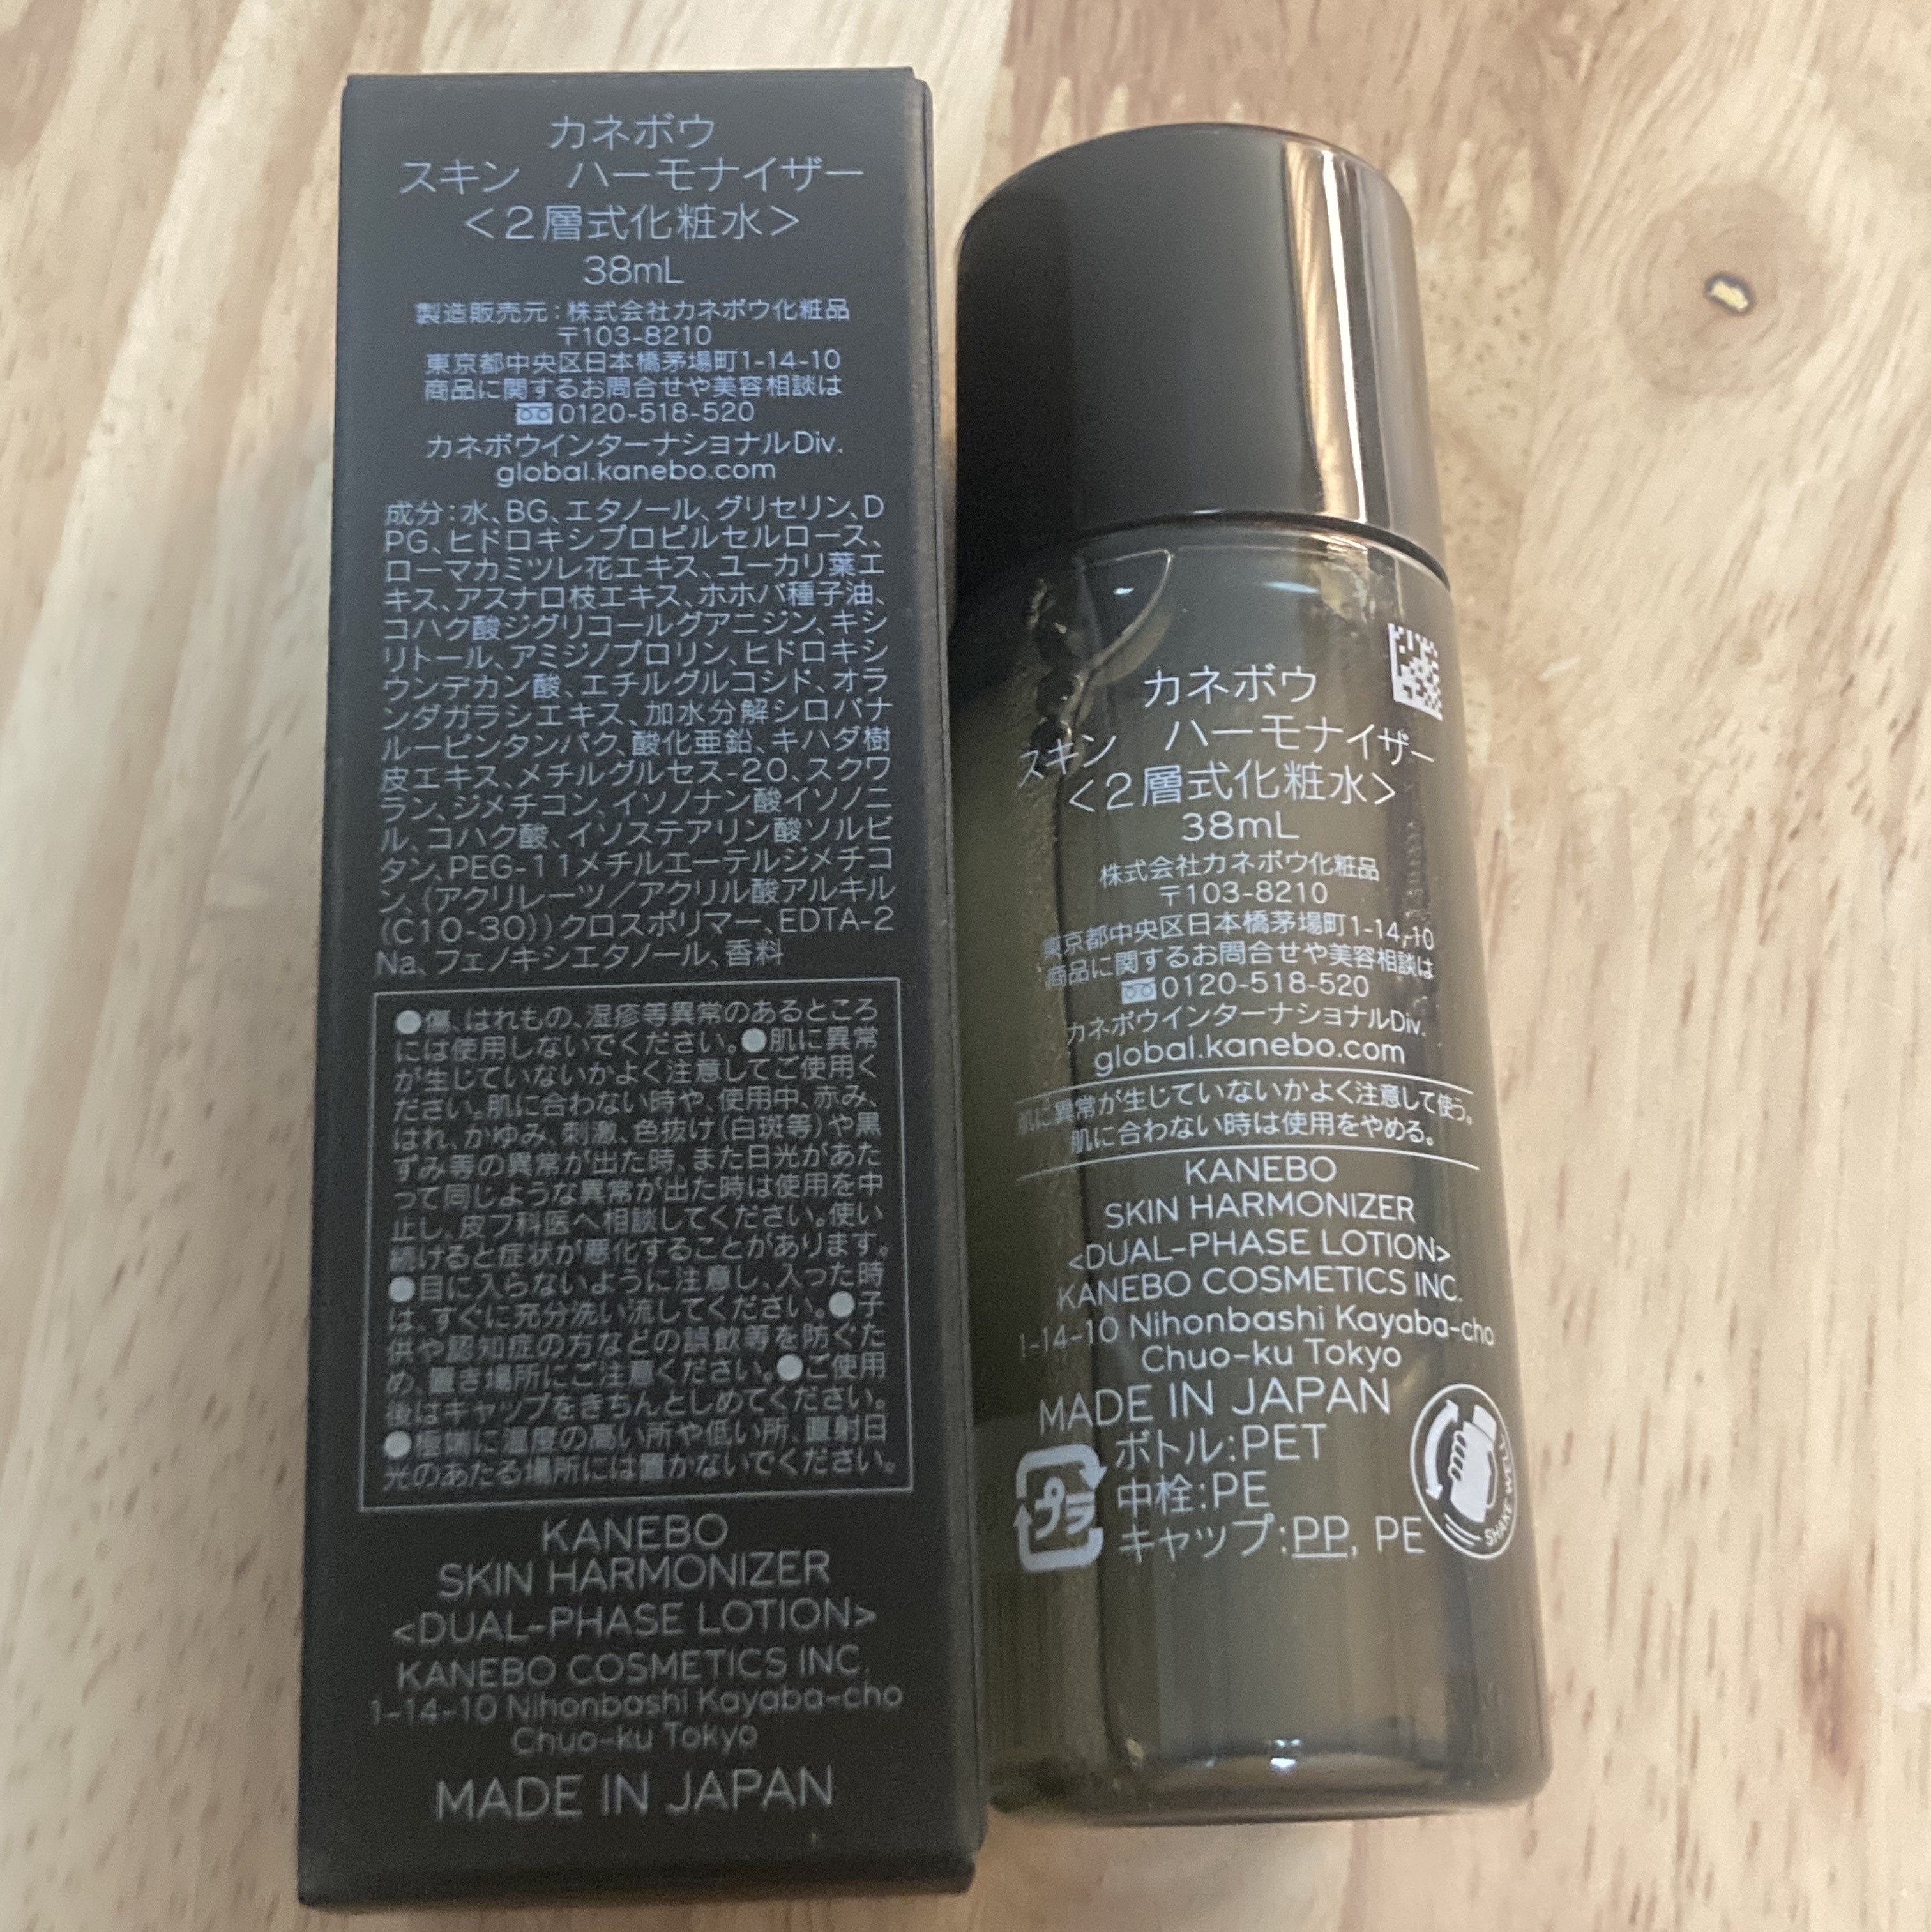 カネボウ
スキン　ハーモナイザー
＜2層式化粧水＞
38mL
製造販売元：株式会社カネボウ化粧品
〒103-8210
東京都中央区日本橋茅場町1-14-10
商品に関するお問合せや美容相談は
0120-518-520
カネボウインターナショナルDiv.
global.kanebo.com
成分：水、BG、エタノール、グリセリン、D
PG、ヒドロキシプロピルセルロース、
ローマカミツレ花エキス、ユーカリ葉エ
キス、アスナロ枝エキス、ホホバ種子油、
コハク酸ジグリコールグアニジン、キシ
リトール、アミジノプロリン、ヒドロキシ
ウンデカン酸、エチルグルコシド、オラ
ンダガラシエキス、加水分解シロバナ
ルーピンタンパク、酸化亜鉛、キハダ樹
皮エキス、メチルグルセス-20、スクワ
ラン、ジメチコン、イソノナン酸イソノニ
ル、コハク酸、イソステアリン酸ソルビ
タン、PEG-11メチルエーテルジメチコ
ン、（アクリレーツ／アクリル酸アルキル
（C10-30））クロスポリマー、EDTA-2
Na、フェノキシエタノール、香料
●傷、はれもの、湿疹等異常のあるところ
には使用しないでください。●肌に異常
が生じていないかよく注意してご使用く
ださい。肌に合わない時や、使用中、赤み、
はれ、かゆみ、刺激、色抜け（白斑等）や黒
ずみ等の異常が出た時、また日光があた
って同じような異常が出た時は使用を中
止し、皮フ科医へ相談してください。使い
続けると症状が悪化することがあります。
●目に入らないように注意し、入った時
は、すぐに充分洗い流してください。●子
供や認知症の方などの誤飲等を防ぐた
め、置き場所にご注意ください。●ご使用
後はキャップをきちんとしめてください。
●極端に温度の高い所や低い所、直射日
光のあたる場所には置かないでください。
KANEBO
SKIN HARMONIZER
<DUAL-PHASE LOTION>
KANEBO COSMETICS INC.
1-14-10 Nihonbashi Kayaba-cho
Chuo-ku Tokyo
MADE IN JAPAN
カネボウ
スキン　ハーモナイザー
＜2層式化粧水＞
38mL
株式会社カネボウ化粧品
〒103-8210
東京都中央区日本橋茅場町1-14-10
商品に関するお問合せや美容相談は
0120-518-520
カネボウインターナショナルDiv.
global.kanebo.com
肌に異常が生じていないかよく注意して使う。
肌に合わない時は使用をやめる。
KANEBO
SKIN HARMONIZER
<DUAL-PHASE LOTION>
KANEBO COSMETICS INC.
1-14-10 Nihonbashi Kayaba-cho
Chuo-ku Tokyo
MADE IN JAPAN
プラ
ボトル:PET
中栓:PE
キャップ:PP, PE
SHAKE WELL